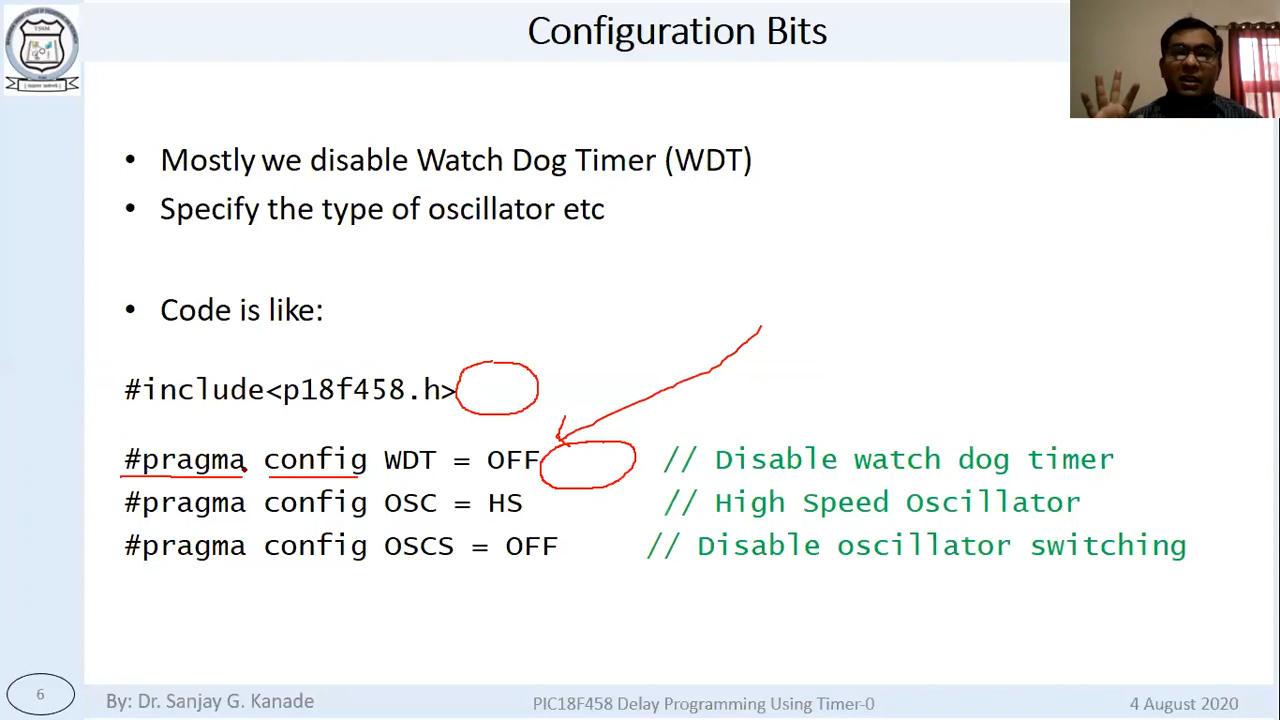 Configuration Bits
• Mostly we disable Watch Dog Timer (WDT)
• Specify the type of oscillator etc
• Code is like:
#include<p18f458.h>
#pragma config WDT = OFF // Disable watch dog timer
#pragma config OSC = HS // High Speed Oscillator
#pragma config OSCS = OFF // Disable oscillator switching
6
By: Dr. Sanjay G. Kanade
PIC18F458 Delay Programming Using Timer-0
4 August 2020